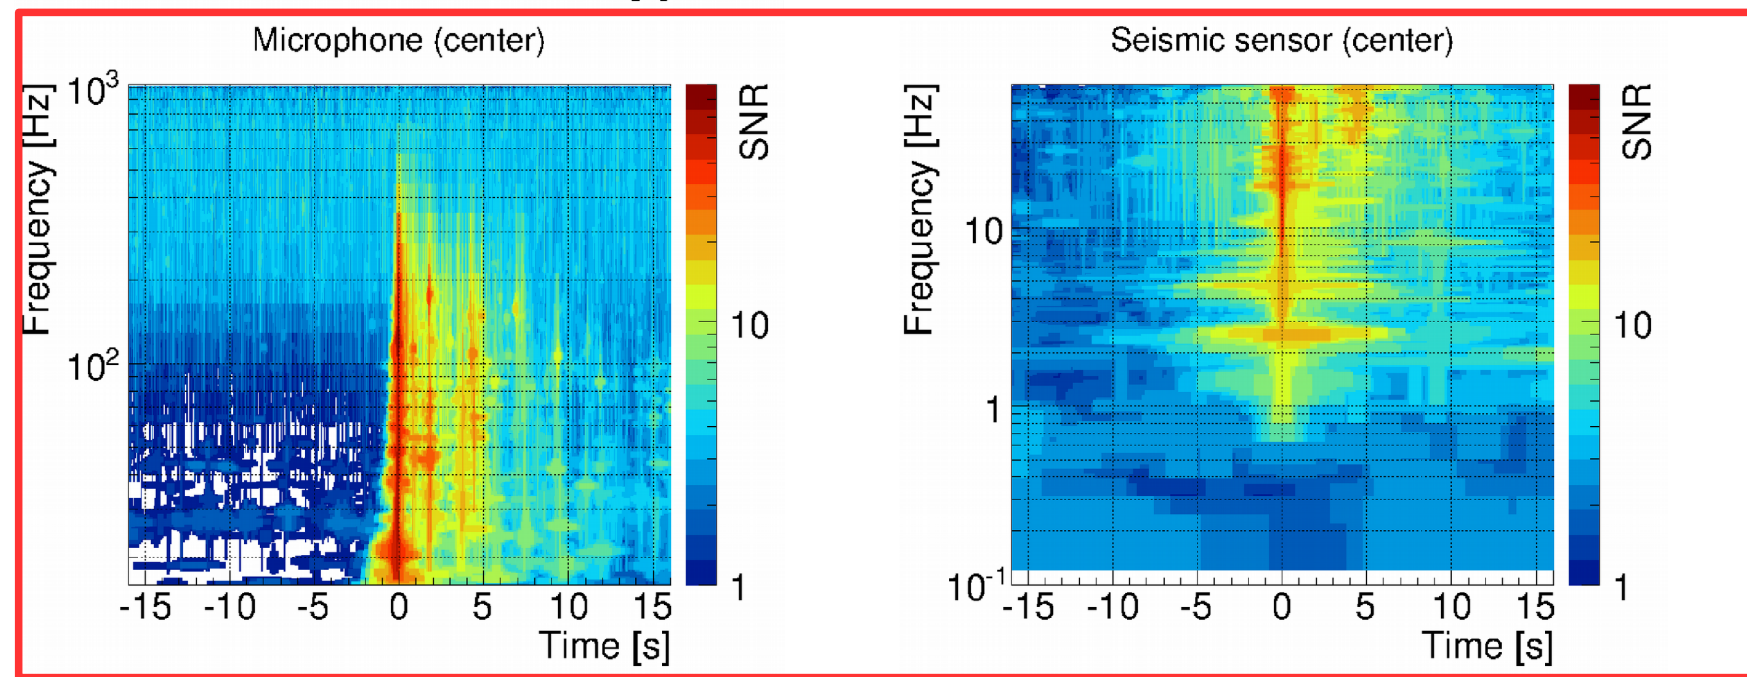 Microphone (center)
Frequency [Hz]
10³
10²
-15 -10 -5 0 5 10 15
Time [s]
SNR
10
1
Seismic sensor (center)
Frequency [Hz]
10
1
10⁻¹
-15 -10 -5 0 5 10 15
Time [s]
SNR
10
1